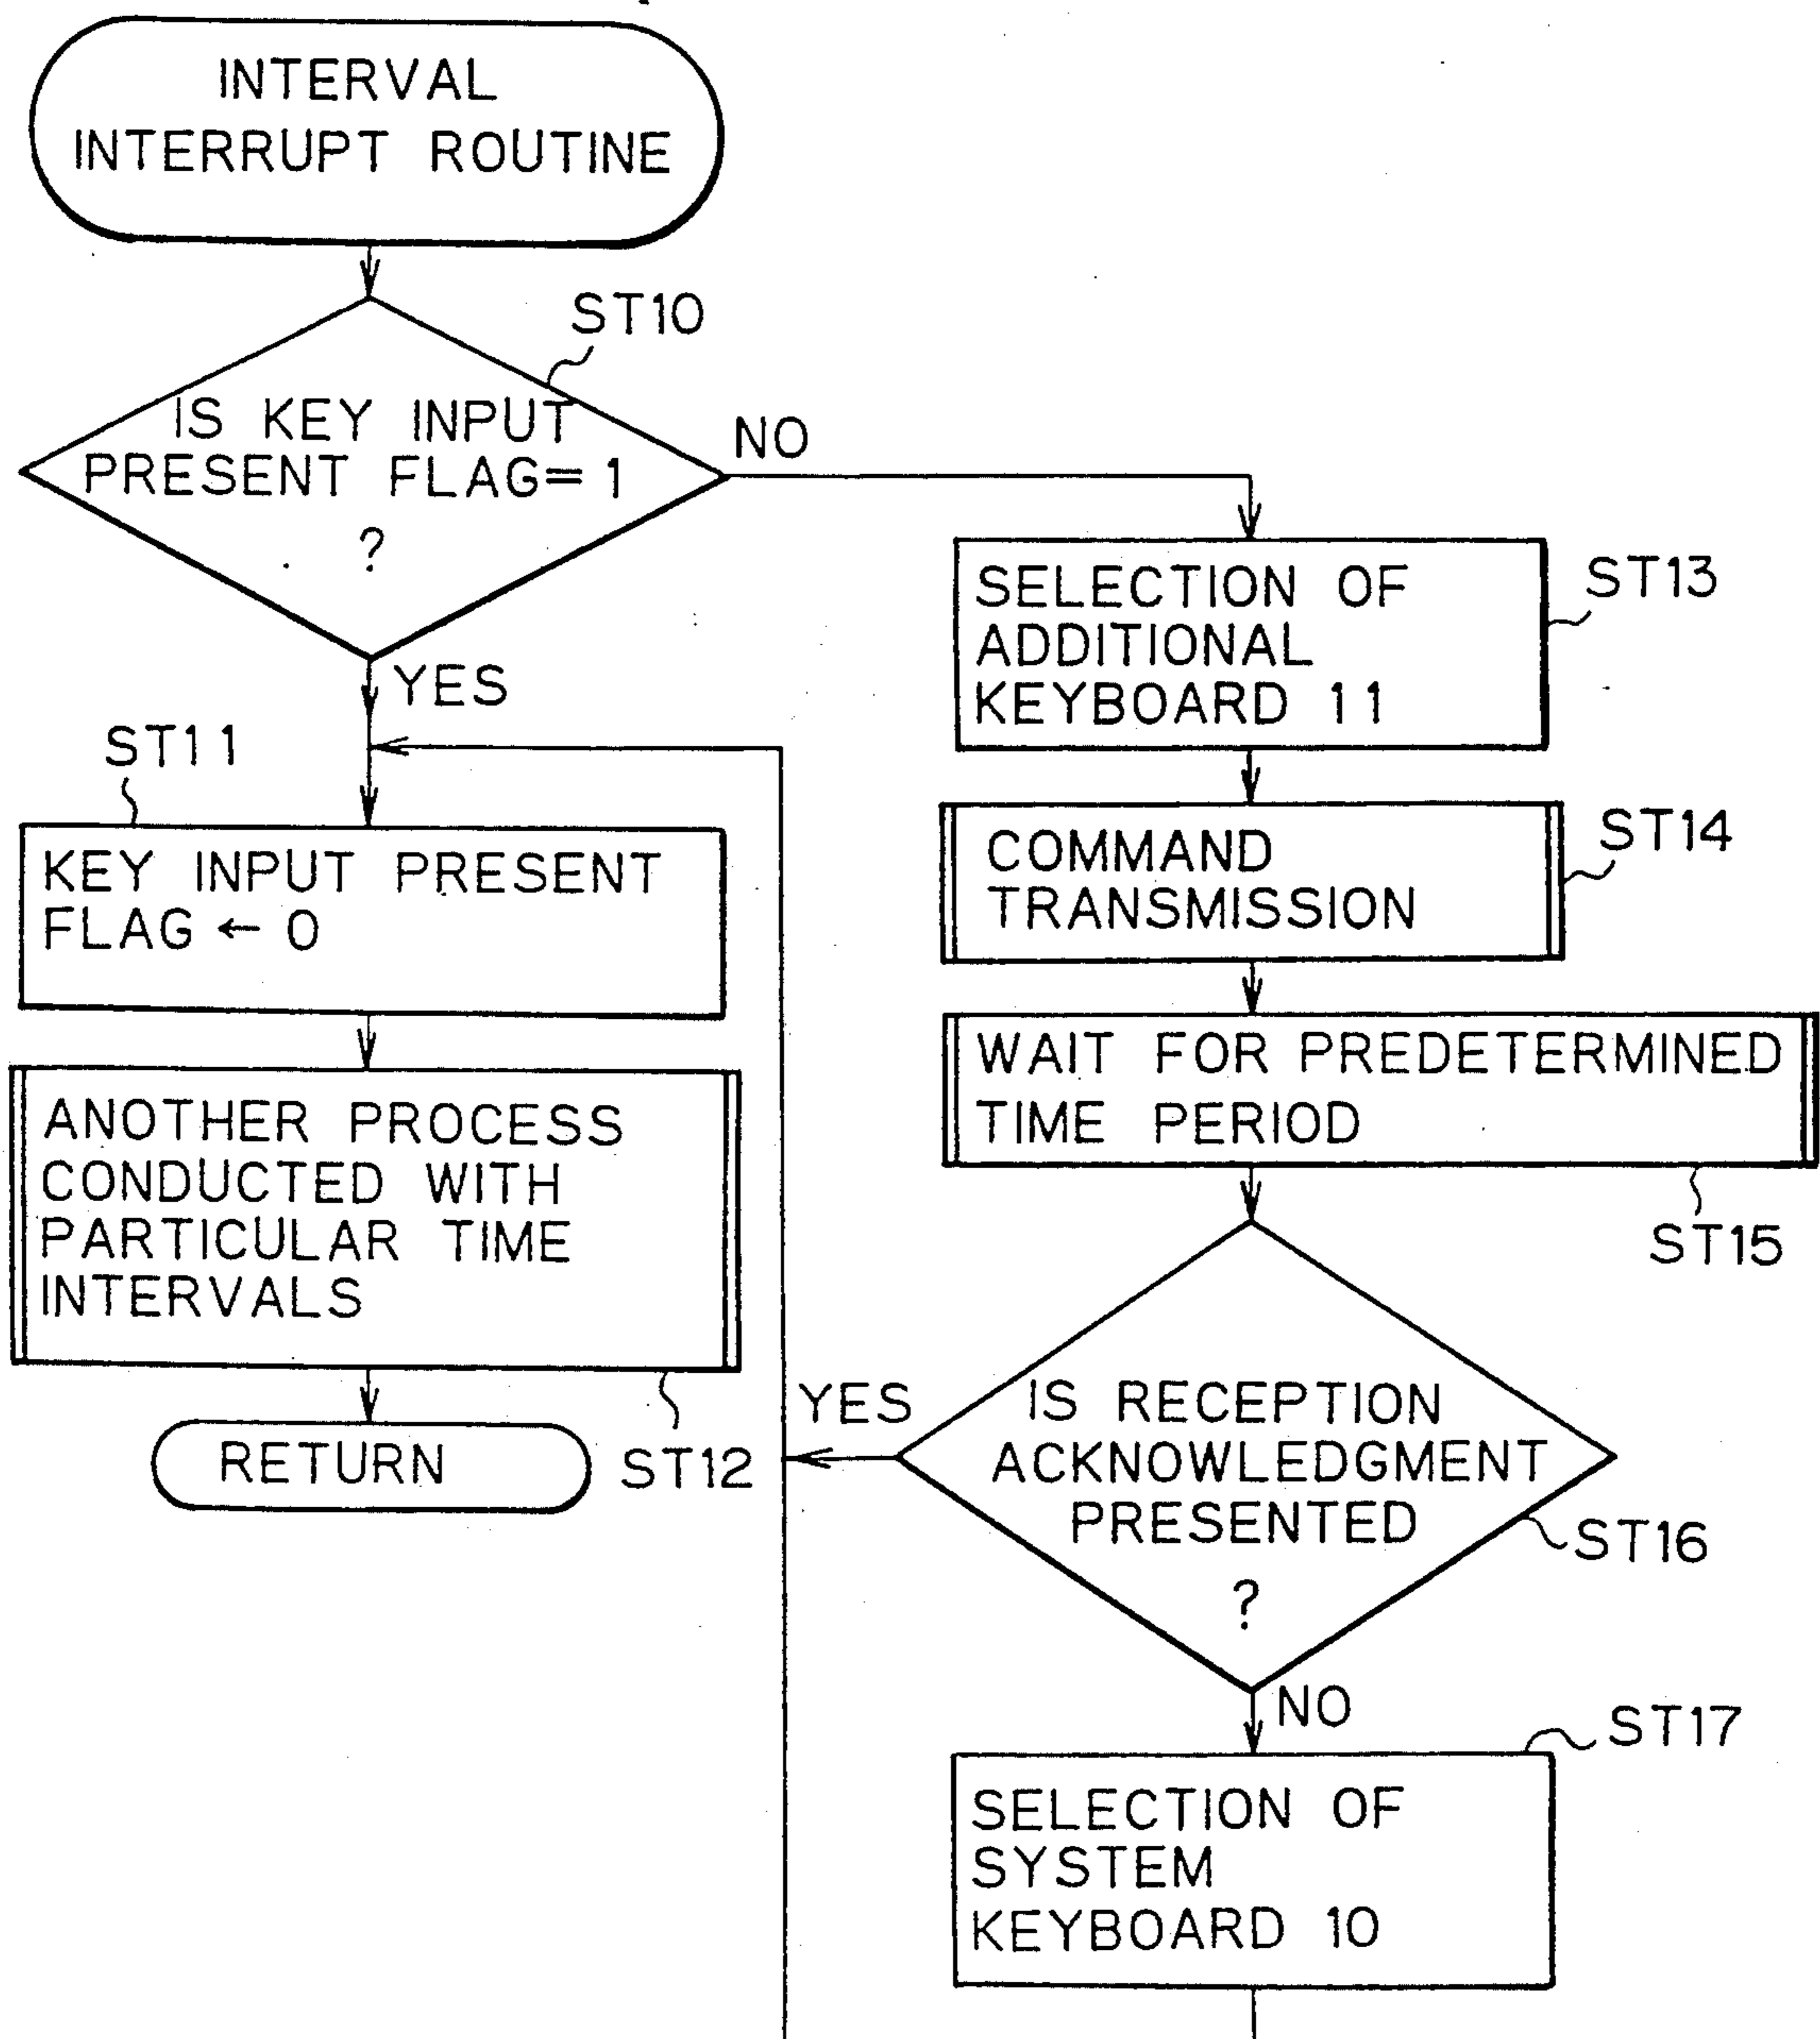 INTERVAL
INTERRUPT ROUTINE
ST10
IS KEY INPUT
PRESENT FLAG=1
?
NO
YES
ST11
KEY INPUT PRESENT
FLAG ← 0
ANOTHER PROCESS
CONDUCTED WITH
PARTICULAR TIME
INTERVALS
ST12
RETURN
SELECTION OF
ADDITIONAL
KEYBOARD 11
ST13
COMMAND
TRANSMISSION
ST14
WAIT FOR PREDETERMINED
TIME PERIOD
ST15
IS RECEPTION
ACKNOWLEDGMENT
PRESENTED
?
YES
ST16
NO
ST17
SELECTION OF
SYSTEM
KEYBOARD 10